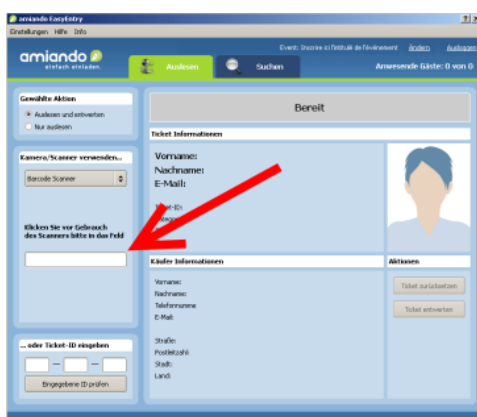 amiando EasyEntry
Einstellungen Hilfe Info
Event: Inscrire ici l'intitulé de l'événement ändern Ausloggen
amiando
einfach einladen.
Auslesen
Suchen
Anwesende Gäste: 0 von 0
Gewählte Aktion
Auslesen und entwerten
Nur auslesen
Bereit
Ticket Informationen
Kamera/Scanner verwenden...
Barcode Scanner
Vorname:
Nachname:
E-Mail:
Ticket-ID:
Klicken Sie vor Gebrauch
des Scanners bitte in das Feld
Käufer Informationen
Aktionen
Vorname:
Nachname:
Telefonnummer
E-Mail:
Straße:
Postleitzahl:
Stadt:
Land:
Ticket zurücksetzen
Ticket entwerten
... oder Ticket-ID eingeben
Eingegebene ID prüfen